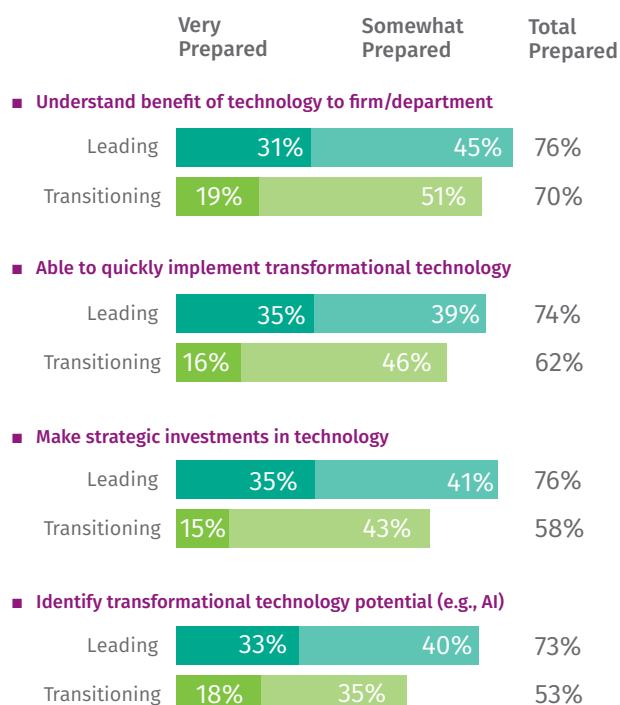 Very Prepared
Somewhat Prepared
Total Prepared
■ Understand benefit of technology to firm/department
Leading 31% 45% 76%
Transitioning 19% 51% 70%
■ Able to quickly implement transformational technology
Leading 35% 39% 74%
Transitioning 16% 46% 62%
■ Make strategic investments in technology
Leading 35% 41% 76%
Transitioning 15% 43% 58%
■ Identify transformational technology potential (e.g., AI)
Leading 33% 40% 73%
Transitioning 18% 35% 53%